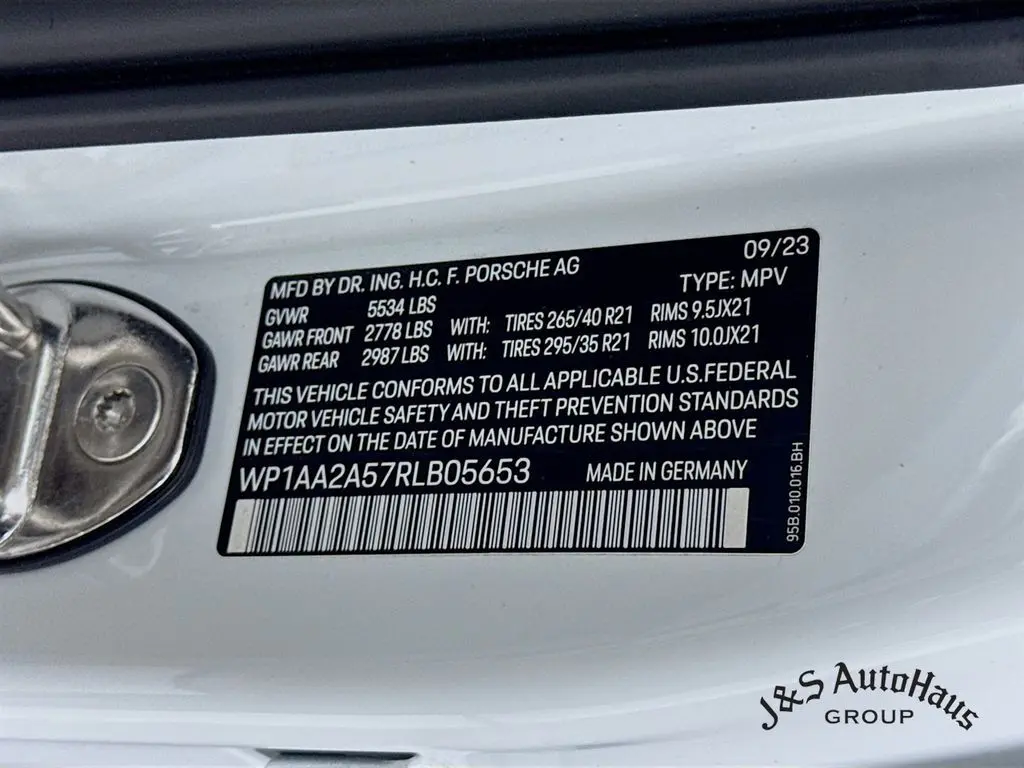 09/23
MFD BY DR. ING. H.C. F. PORSCHE AG
TYPE: MPV
GVWR 5534 LBS
GAWR FRONT 2778 LBS WITH: TIRES 265/40 R21 RIMS 9.5JX21
GAWR REAR 2987 LBS WITH: TIRES 295/35 R21 RIMS 10.0JX21
THIS VEHICLE CONFORMS TO ALL APPLICABLE U.S.FEDERAL
MOTOR VEHICLE SAFETY AND THEFT PREVENTION STANDARDS
IN EFFECT ON THE DATE OF MANUFACTURE SHOWN ABOVE
WP1AA2A57RLB05653 MADE IN GERMANY
95B.010.016.BH
J&S AutoHaus
GROUP